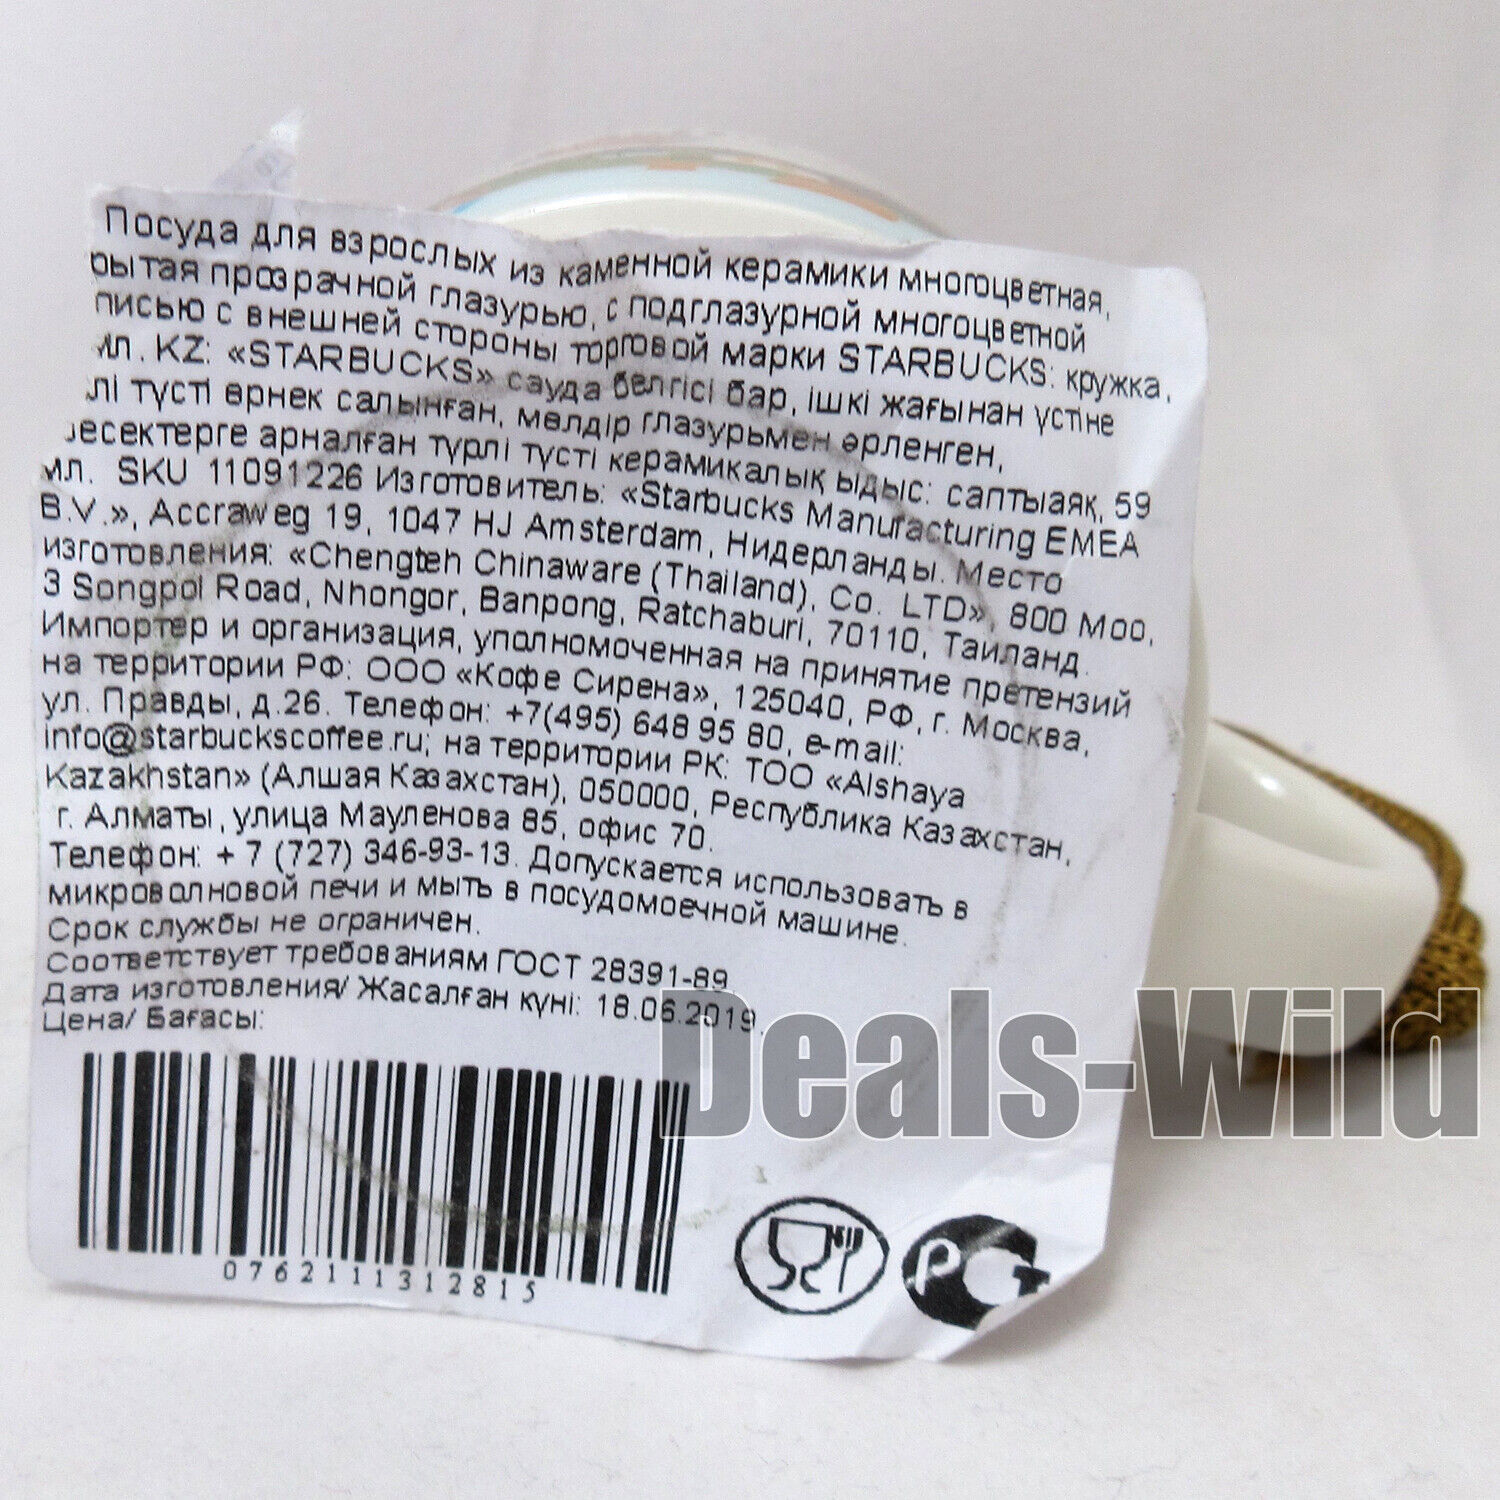 Посуда для взрослых из каменной керамики многоцветная,
рытая прозрачной глазурью, с подглазурной многоцветной
писью с внешней стороны торговой марки STARBUCKS: кружка,
мл. KZ: «STARBUCKS» сауда белгісі бар, ішкі жағынан үстіне
лі түсті өрнек салынған, мөлдір глазурьмен әрленген,
есектерге арналған түрлі түсті керамикалық ыдыс: саптыаяқ, 59
мл. SKU 11091226 Изготовитель: «Starbucks Manufacturing EMEA
B.V.», Accraweg 19, 1047 HJ Amsterdam, Нидерланды. Место
изготовления: «Chengteh Chinaware (Thailand), Co. LTD», 800 Moo,
3 Songpol Road, Nhongor, Banpong, Ratchaburi, 70110, Таиланд.
Импортер и организация, уполномоченная на принятие претензий
на территории РФ: ООО «Кофе Сирена», 125040, РФ, г. Москва,
ул. Правды, д.26. Телефон: +7(495) 648 95 80, e-mail:
info@starbuckscoffee.ru; на территории РК: ТОО «Alshaya
Kazakhstan» (Алшая Казахстан), 050000, Республика Казахстан,
г. Алматы, улица Мауленова 85, офис 70.
Телефон: + 7 (727) 346-93-13. Допускается использовать в
микроволновой печи и мыть в посудомоечной машине.
Срок службы не ограничен.
Соответствует требованиям ГОСТ 28391-89
Дата изготовления/ Жасалған күні: 18.06.2019.
Цена/ Бағасы:
0762111312815
РСТ
Deals-Wild